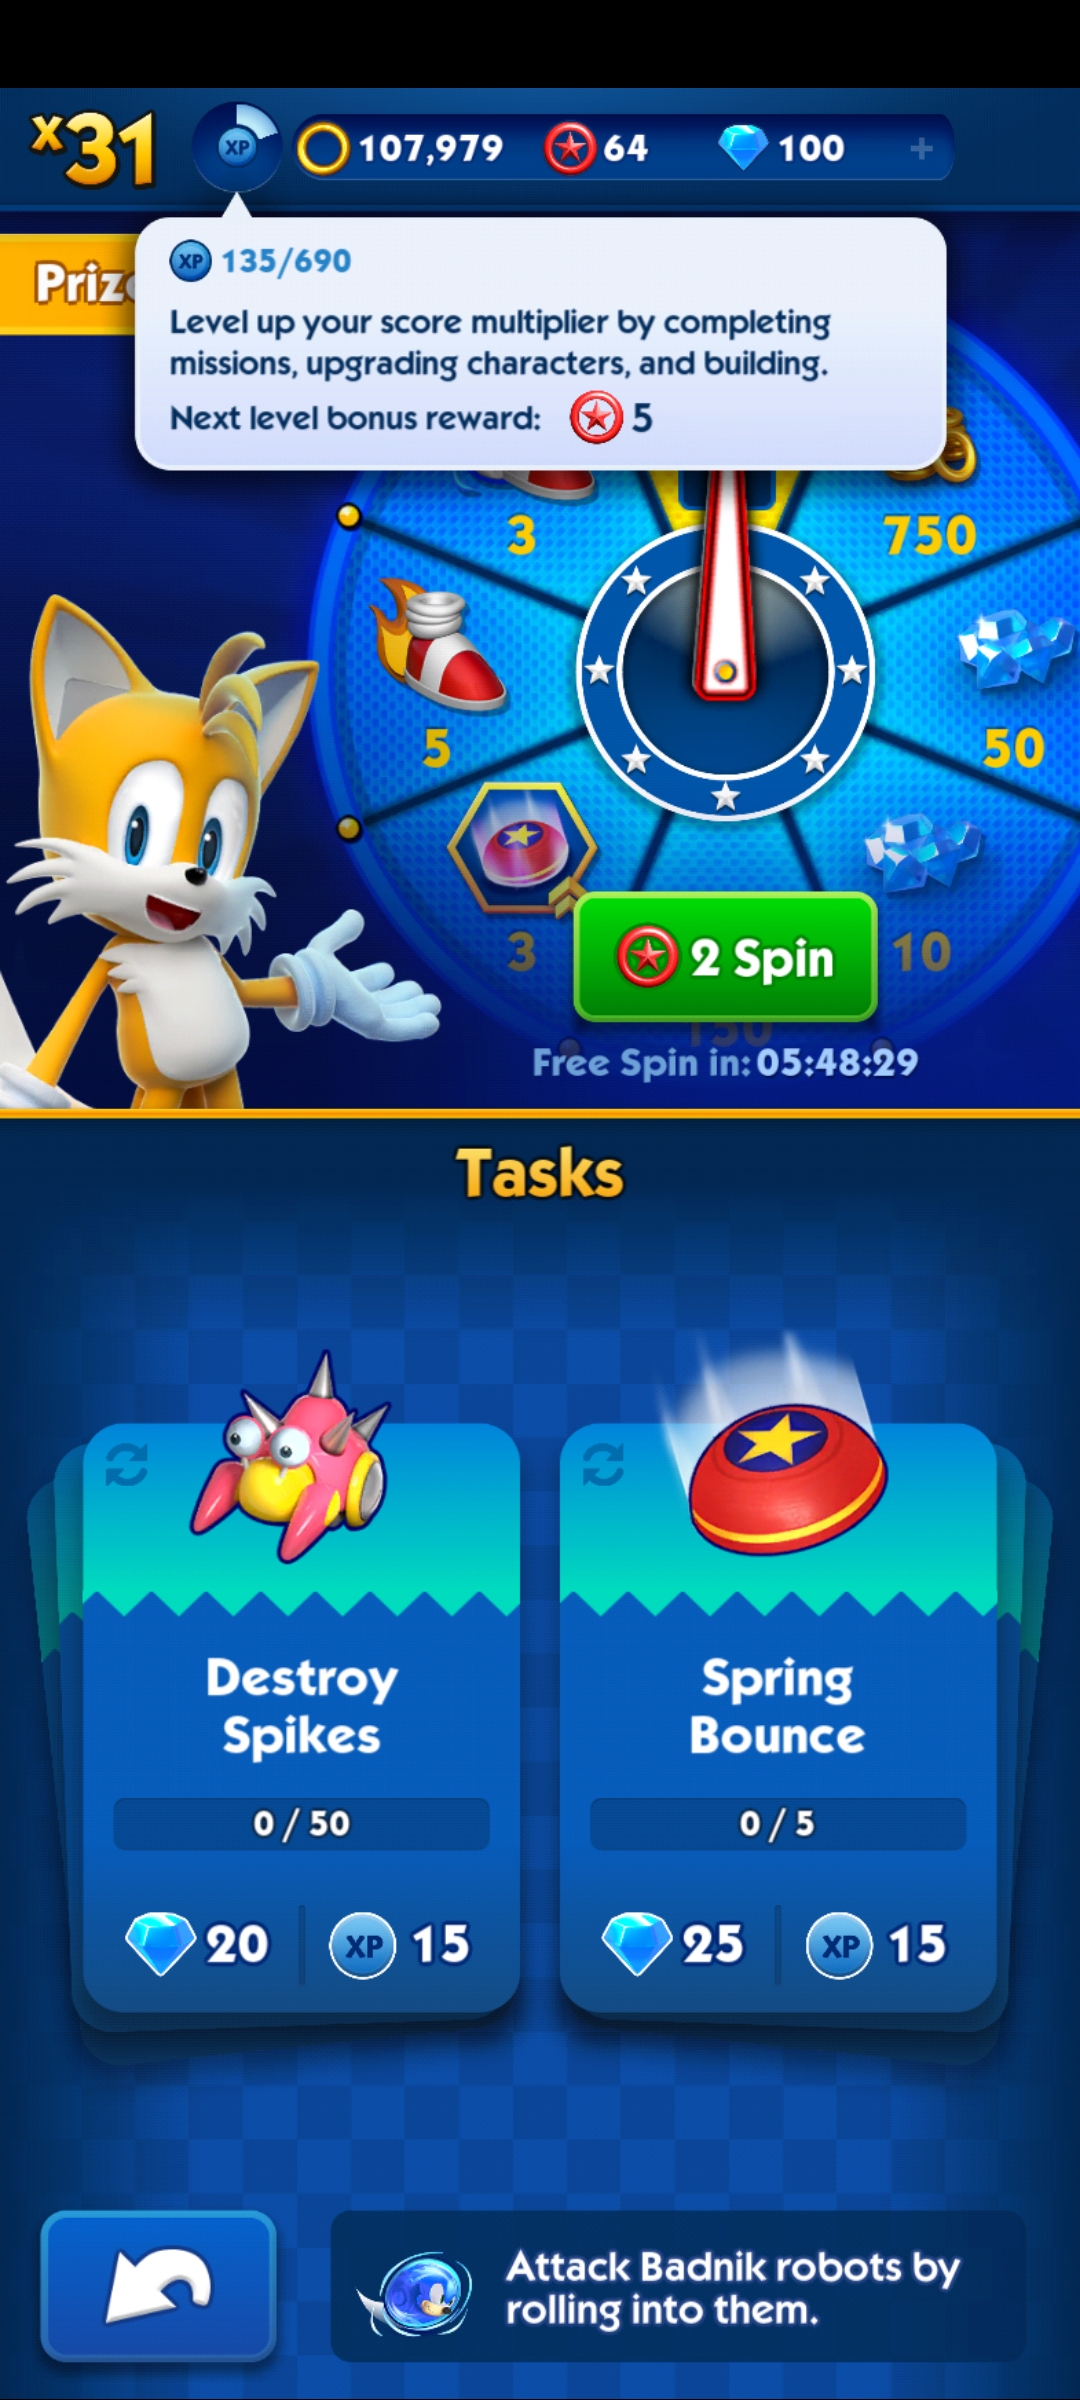 x31
XP
107,979
64
100
+
XP 135/690
Level up your score multiplier by completing
missions, upgrading characters, and building.
Next level bonus reward: 5
3
750
5
50
3
2 Spin
10
150
Free Spin in: 05:48:29
Tasks
Destroy
Spikes
0 / 50
20
XP 15
Spring
Bounce
0 / 5
25
XP 15
Attack Badnik robots by
rolling into them.